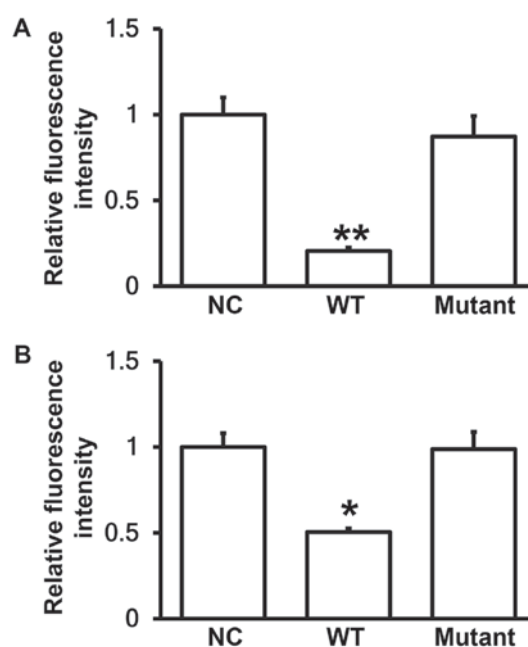 A
Relative fluorescence
intensity
1.5
1
0.5
0
**
NC WT Mutant
B
Relative fluorescence
intensity
1.5
1
0.5
0
*
NC WT Mutant